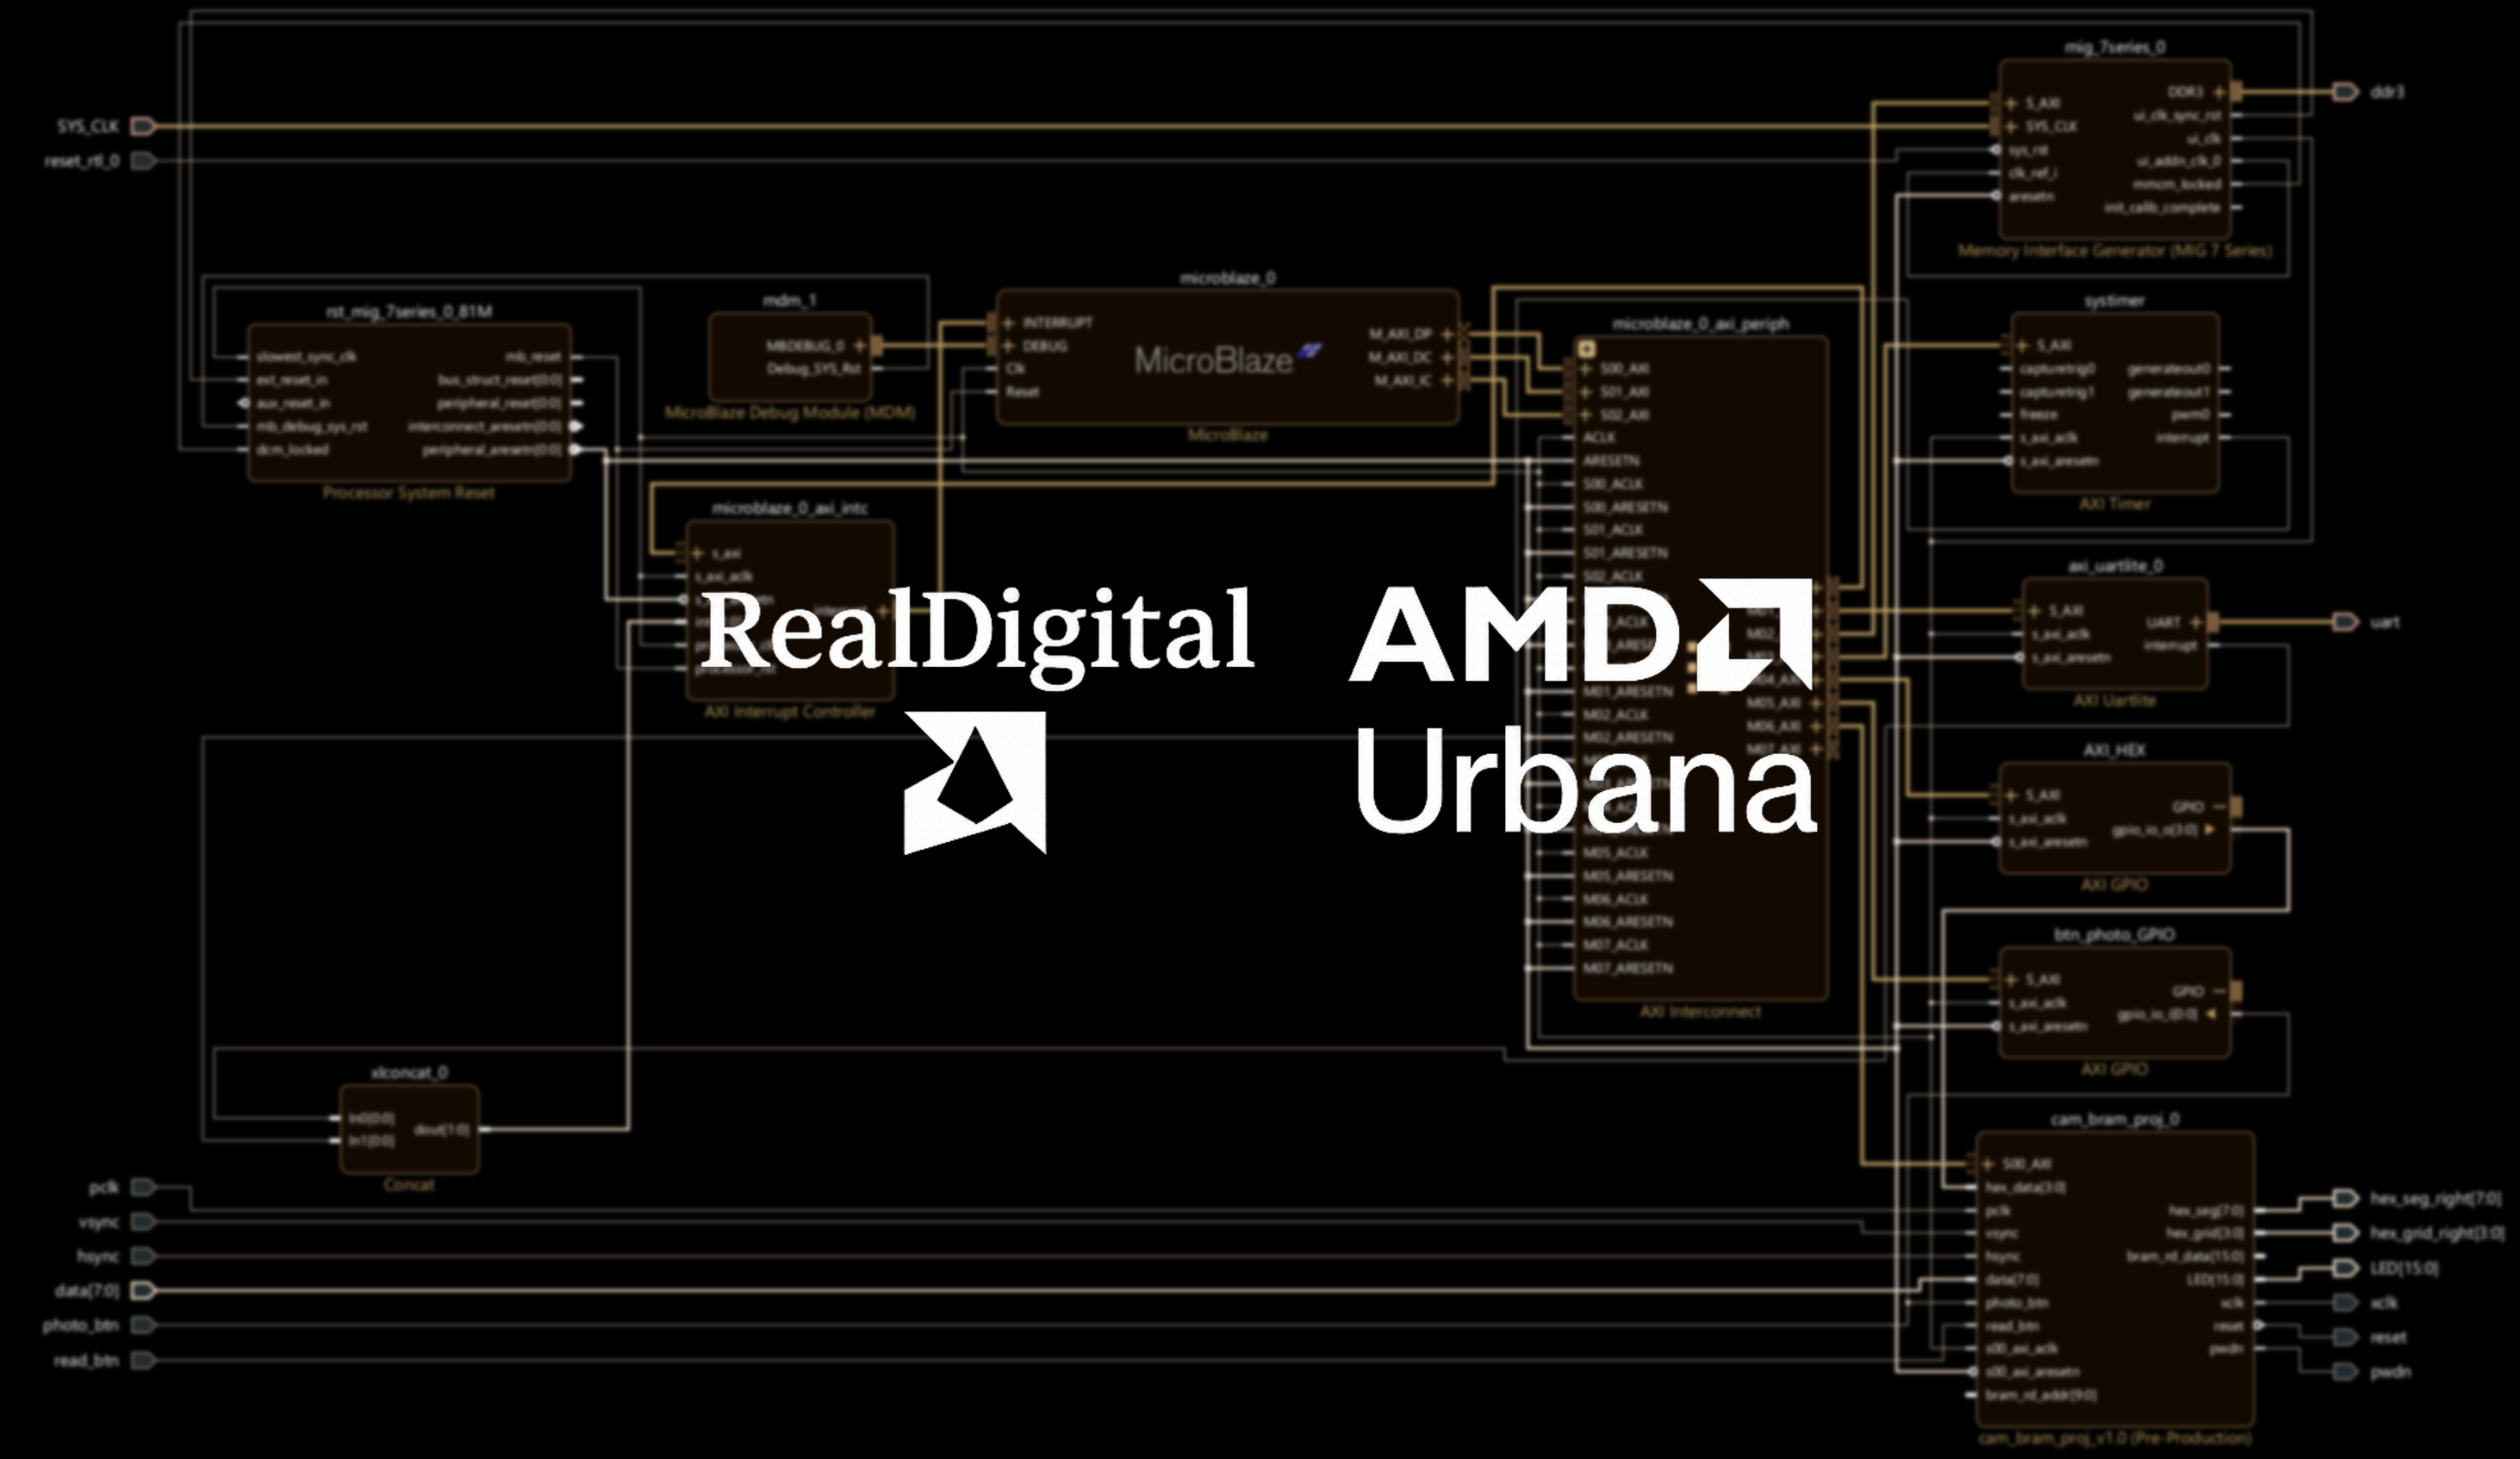 mig_7series_0
S_AXI
SYS_CLK
sys_rst
clk_ref_i
aresetn
DDR3
ui_clk_sync_rst
ui_clk
ui_addn_clk_0
mmcm_locked
init_calib_complete
Memory Interface Generator (MIG 7 Series)
ddr3
SYS_CLK
reset_rtl_0
rst_mig_7series_0_81M
slowest_sync_clk
ext_reset_in
aux_reset_in
mb_debug_sys_rst
dcm_locked
mb_reset
bus_struct_reset[0:0]
peripheral_reset[0:0]
interconnect_aresetn[0:0]
peripheral_aresetn[0:0]
Processor System Reset
mdm_1
MBDEBUG_0
Debug_SYS_Rst
MicroBlaze Debug Module (MDM)
microblaze_0
INTERRUPT
DEBUG
Clk
Reset
MicroBlaze
M_AXI_DP
M_AXI_DC
M_AXI_IC
MicroBlaze
microblaze_0_axi_periph
S00_AXI
S01_AXI
S02_AXI
ACLK
ARESETN
S00_ACLK
S00_ARESETN
S01_ACLK
S01_ARESETN
S02_ACLK
M01_ARESETN
M02_ACLK
M02_ARESETN
M05_ACLK
M05_ARESETN
M06_ACLK
M06_ARESETN
M07_ACLK
M07_ARESETN
M05_AXI
M06_AXI
M07_AXI
AXI Interconnect
systimer
S_AXI
capturetrig0
capturetrig1
freeze
s_axi_aclk
s_axi_aresetn
generateout0
generateout1
pwm0
interrupt
AXI Timer
microblaze_0_axi_intc
s_axi
s_axi_aclk
AXI Interrupt Controller
RealDigital
AMD
Urbana
axi_uartlite_0
S_AXI
s_axi_aclk
s_axi_aresetn
UART
interrupt
AXI Uartlite
uart
AXI_HEX
S_AXI
s_axi_aclk
s_axi_aresetn
GPIO
gpio_io_o[3:0]
AXI GPIO
btn_photo_GPIO
S_AXI
s_axi_aclk
s_axi_aresetn
GPIO
gpio_io_i[0:0]
AXI GPIO
xlconcat_0
In0[0:0]
In1[0:0]
dout[1:0]
Concat
pclk
vsync
hsync
data[7:0]
photo_btn
read_btn
cam_bram_proj_0
S00_AXI
hex_data[3:0]
pclk
vsync
hsync
data[7:0]
photo_btn
read_btn
s00_axi_aclk
s00_axi_aresetn
bram_rd_addr[9:0]
hex_seg[7:0]
hex_grid[3:0]
bram_rd_data[15:0]
LED[15:0]
xclk
reset
pwdn
cam_bram_proj_v1.0 (Pre-Production)
hex_seg_right[7:0]
hex_grid_right[3:0]
LED[15:0]
xclk
reset
pwdn